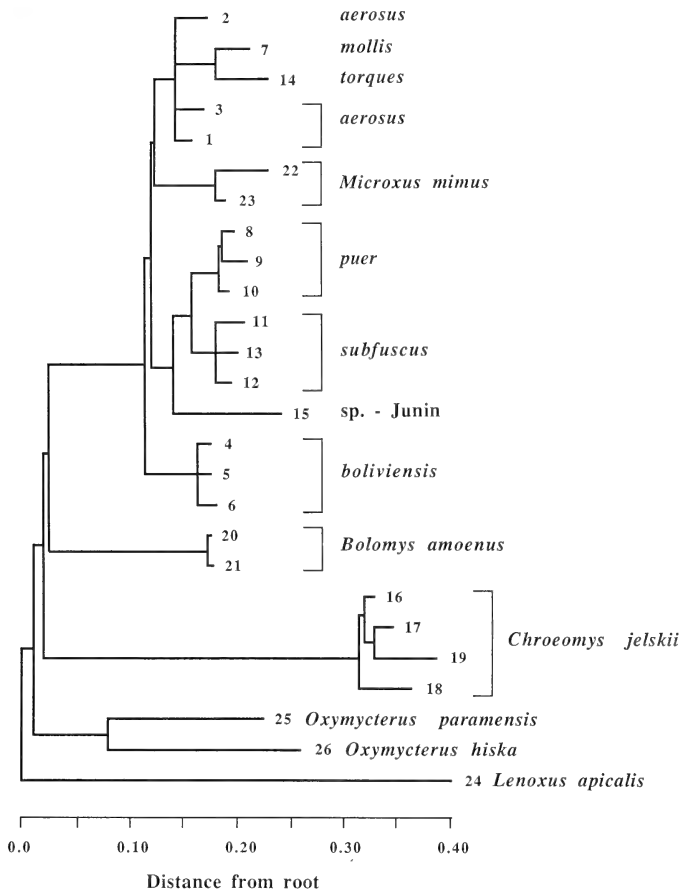 2 aerosus
7 mollis
14 torques
3
aerosus
1
22
Microxus mimus
23
8
9 puer
10
11
13 subfuscus
12
15 sp. - Junin
4
5 boliviensis
6
20
Bolomys amoenus
21
16
17
Chroeomys jelskii
19
18
25 Oxymycterus paramensis
26 Oxymycterus hiska
24 Lenoxus apicalis
0.0 0.10 0.20 0.30 0.40
Distance from root